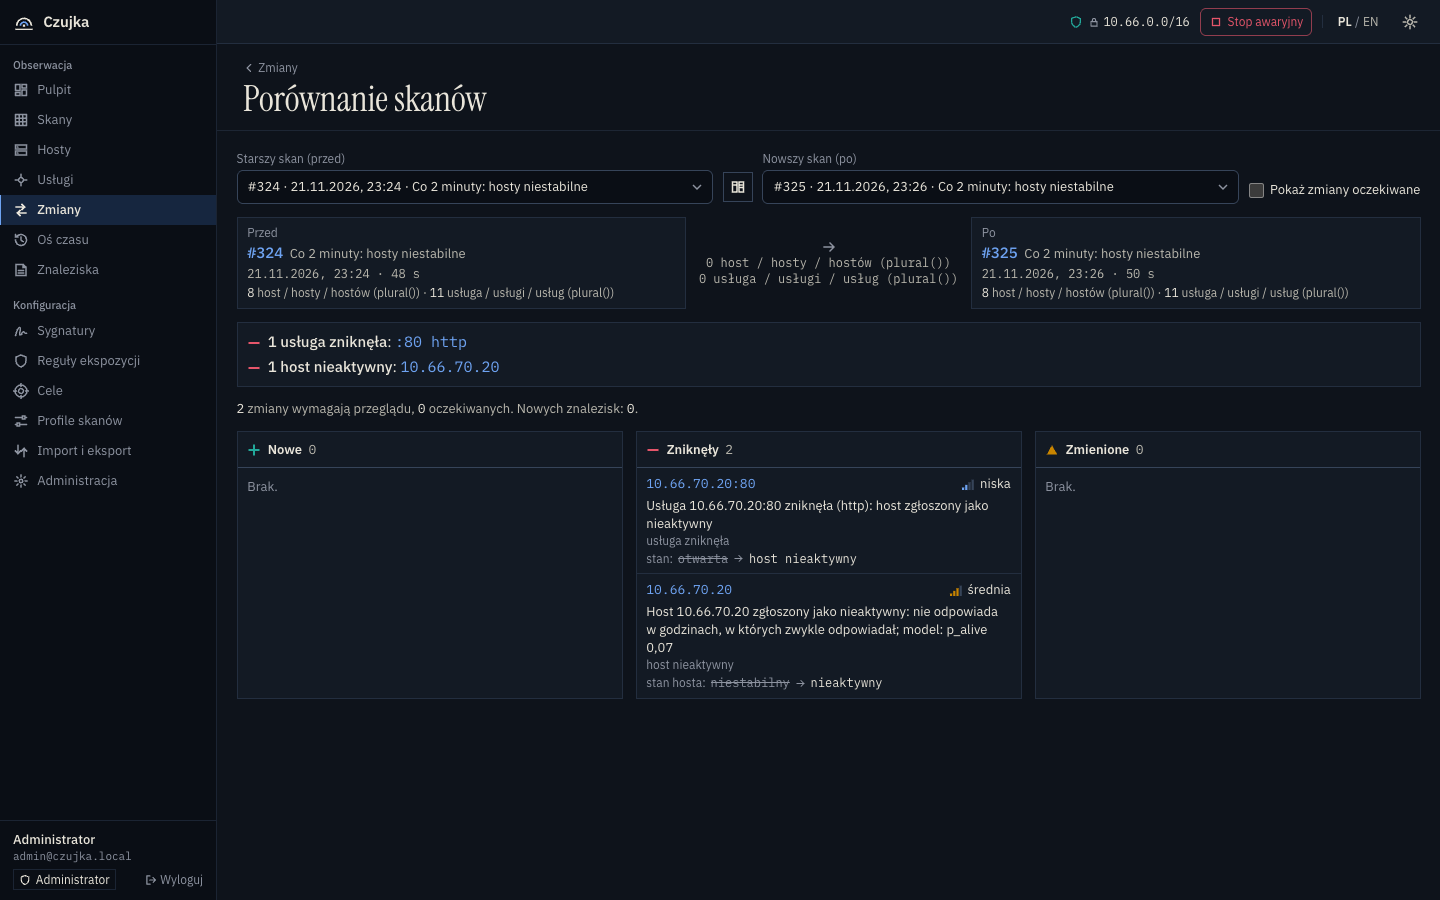 Czujka
10.66.0.0/16
Stop awaryjny
PL / EN
Obserwacja
Pulpit
Skany
Hosty
Usługi
Zmiany
Oś czasu
Znaleziska
Konfiguracja
Sygnatury
Reguły ekspozycji
Cele
Profile skanów
Import i eksport
Administracja
Administrator
admin@czujka.local
Administrator
Wyloguj
Zmiany
Porównanie skanów
Starszy skan (przed)
#324 · 21.11.2026, 23:24 · Co 2 minuty: hosty niestabilne
Nowszy skan (po)
#325 · 21.11.2026, 23:26 · Co 2 minuty: hosty niestabilne
Pokaż zmiany oczekiwane
Przed
#324 Co 2 minuty: hosty niestabilne
21.11.2026, 23:24 · 48 s
8 host / hosty / hostów (plural()) · 11 usługa / usługi / usług (plural())
→
0 host / hosty / hostów (plural())
0 usługa / usługi / usług (plural())
Po
#325 Co 2 minuty: hosty niestabilne
21.11.2026, 23:26 · 50 s
8 host / hosty / hostów (plural()) · 11 usługa / usługi / usług (plural())
1 usługa zniknęła: :80 http
1 host nieaktywny: 10.66.70.20
2 zmiany wymagają przeglądu, 0 oczekiwanych. Nowych znalezisk: 0.
Nowe 0
Brak.
Zniknęły 2
10.66.70.20:80 niska
Usługa 10.66.70.20:80 zniknęła (http): host zgłoszony jako
nieaktywny
usługa zniknęła
stan: otwarta → host nieaktywny
10.66.70.20 średnia
Host 10.66.70.20 zgłoszony jako nieaktywny: nie odpowiada
w godzinach, w których zwykle odpowiadał; model: p_alive
0,07
host nieaktywny
stan hosta: niestabilny → nieaktywny
Zmienione 0
Brak.